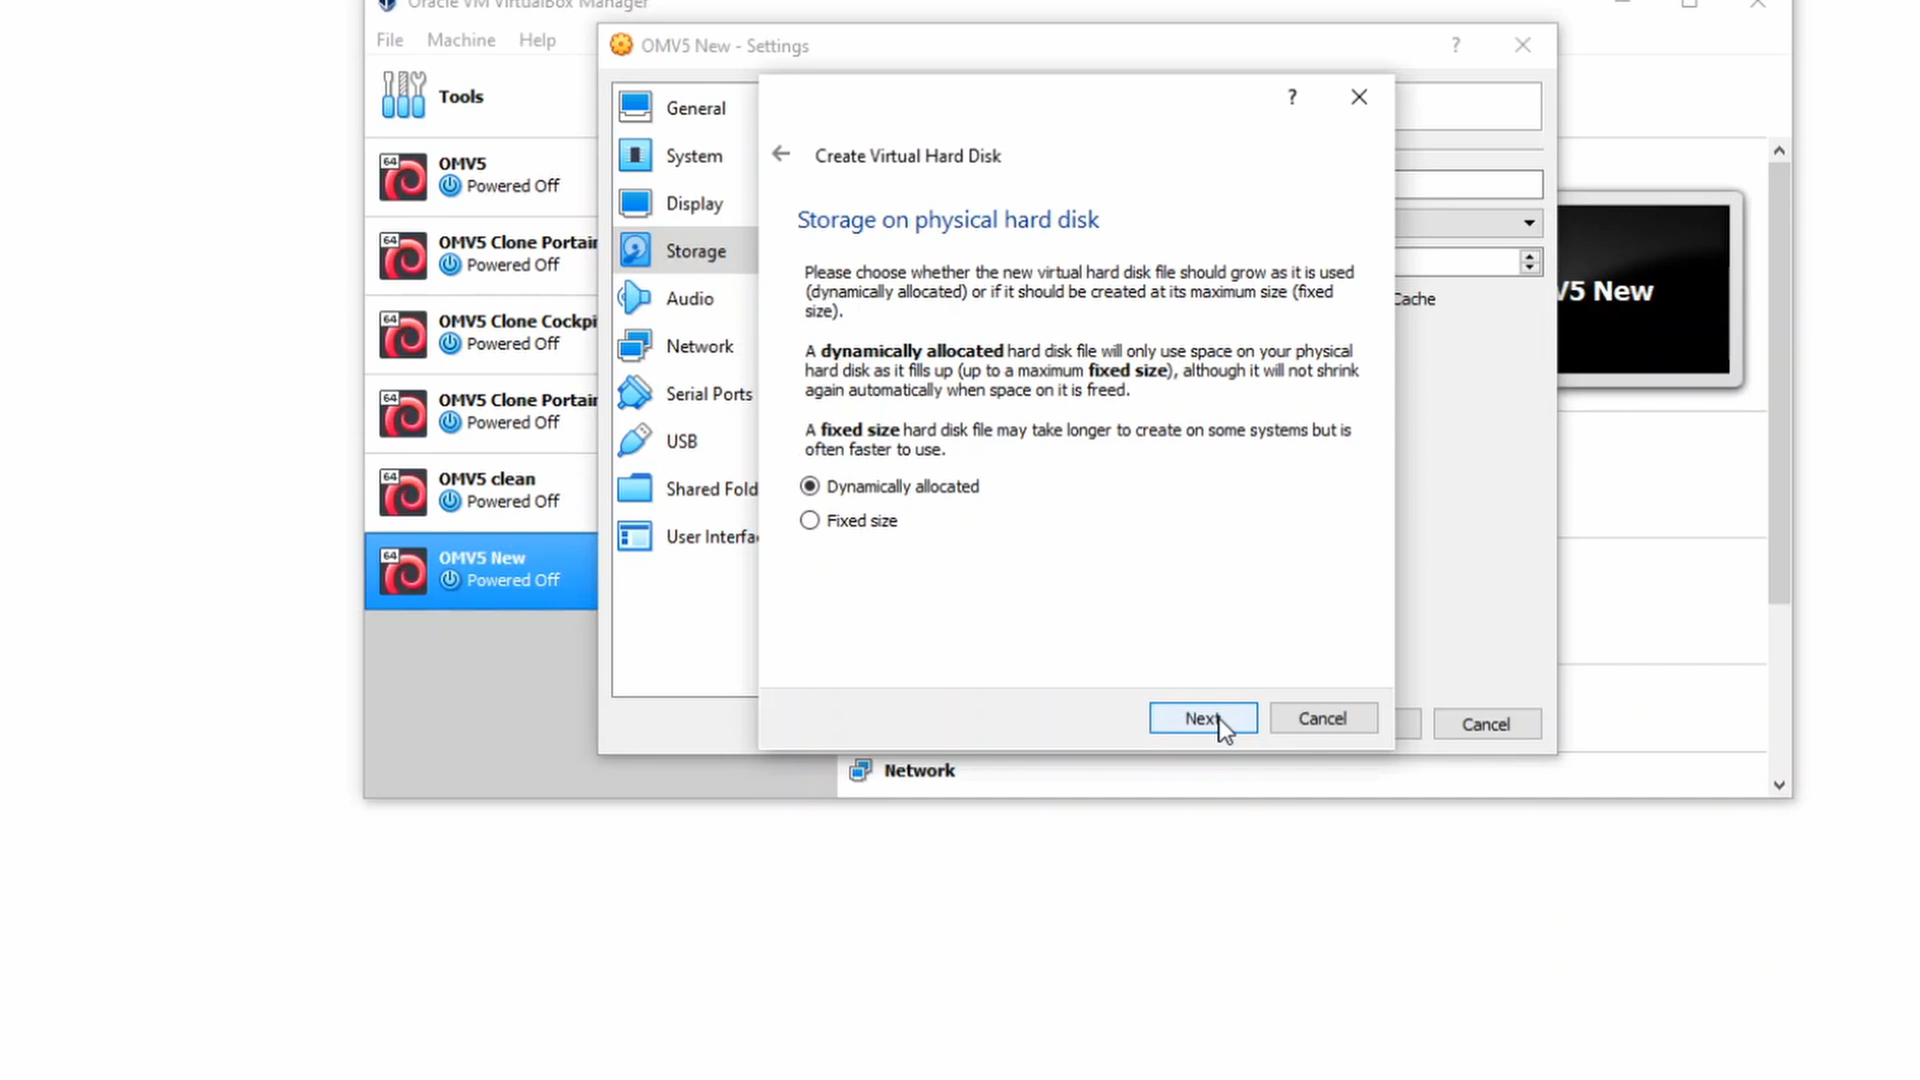 Oracle VM VirtualBox Manager
File Machine Help
Tools
64 OMV5
Powered Off
OMV5 Clone Portain
64 Powered Off
OMV5 Clone Cockpi
64 Powered Off
OMV5 Clone Portain
64 Powered Off
64 OMV5 clean
Powered Off
64 OMV5 New
Powered Off
OMV5 New - Settings
?
General
System
Display
Storage
Audio
Network
Serial Ports
USB
Shared Fold
User Interfa
?
Create Virtual Hard Disk
Storage on physical hard disk
Please choose whether the new virtual hard disk file should grow as it is used
(dynamically allocated) or if it should be created at its maximum size (fixed
size).
A dynamically allocated hard disk file will only use space on your physical
hard disk as it fills up (up to a maximum fixed size), although it will not shrink
again automatically when space on it is freed.
A fixed size hard disk file may take longer to create on some systems but is
often faster to use.
Dynamically allocated
Fixed size
Next
Cancel
Cache
Cancel
V5 New
Network